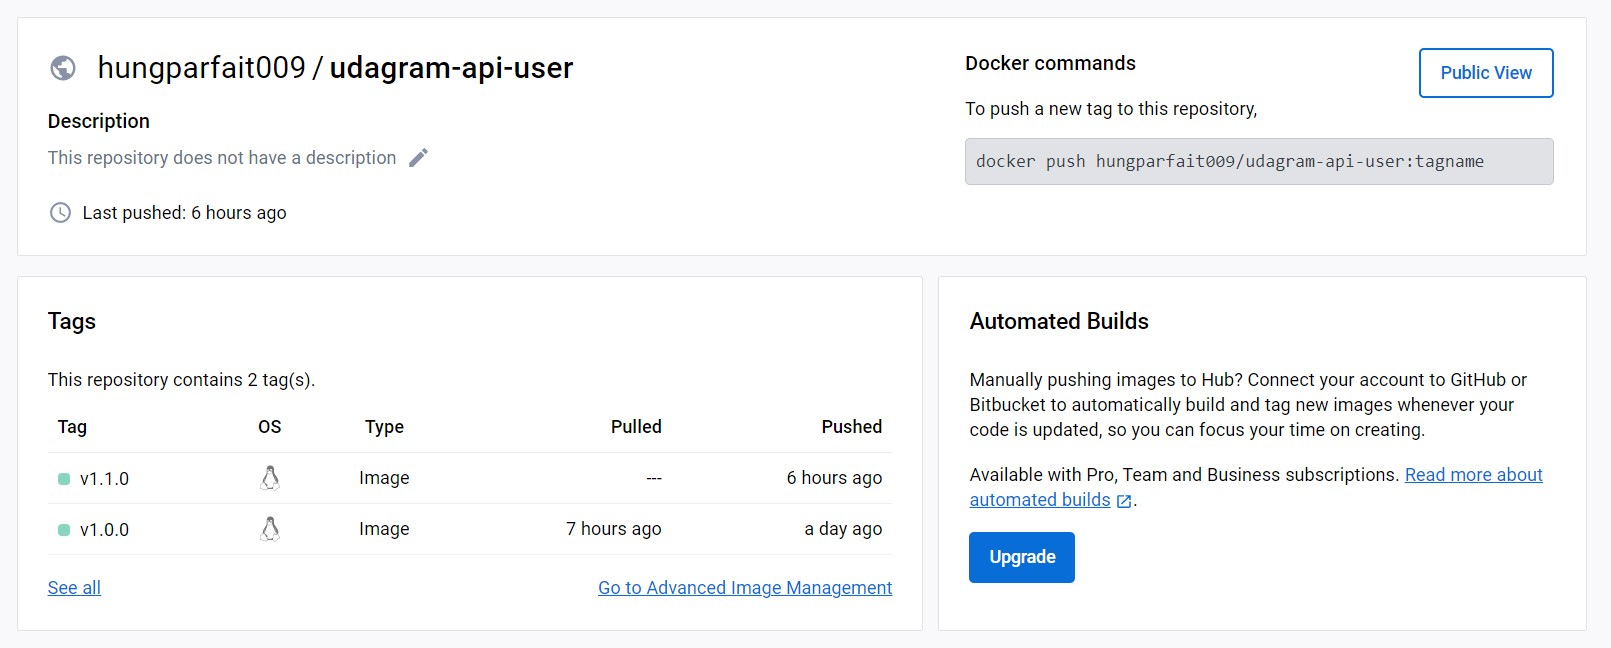 hungparfait009 / udagram-api-user
Description
This repository does not have a description
Last pushed: 6 hours ago
Docker commands
Public View
To push a new tag to this repository,
docker push hungparfait009/udagram-api-user:tagname
Tags
This repository contains 2 tag(s).
Tag OS Type Pulled Pushed
v1.1.0 Image --- 6 hours ago
v1.0.0 Image 7 hours ago a day ago
See all Go to Advanced Image Management
Automated Builds
Manually pushing images to Hub? Connect your account to GitHub or
Bitbucket to automatically build and tag new images whenever your
code is updated, so you can focus your time on creating.
Available with Pro, Team and Business subscriptions. Read more about
automated builds .
Upgrade